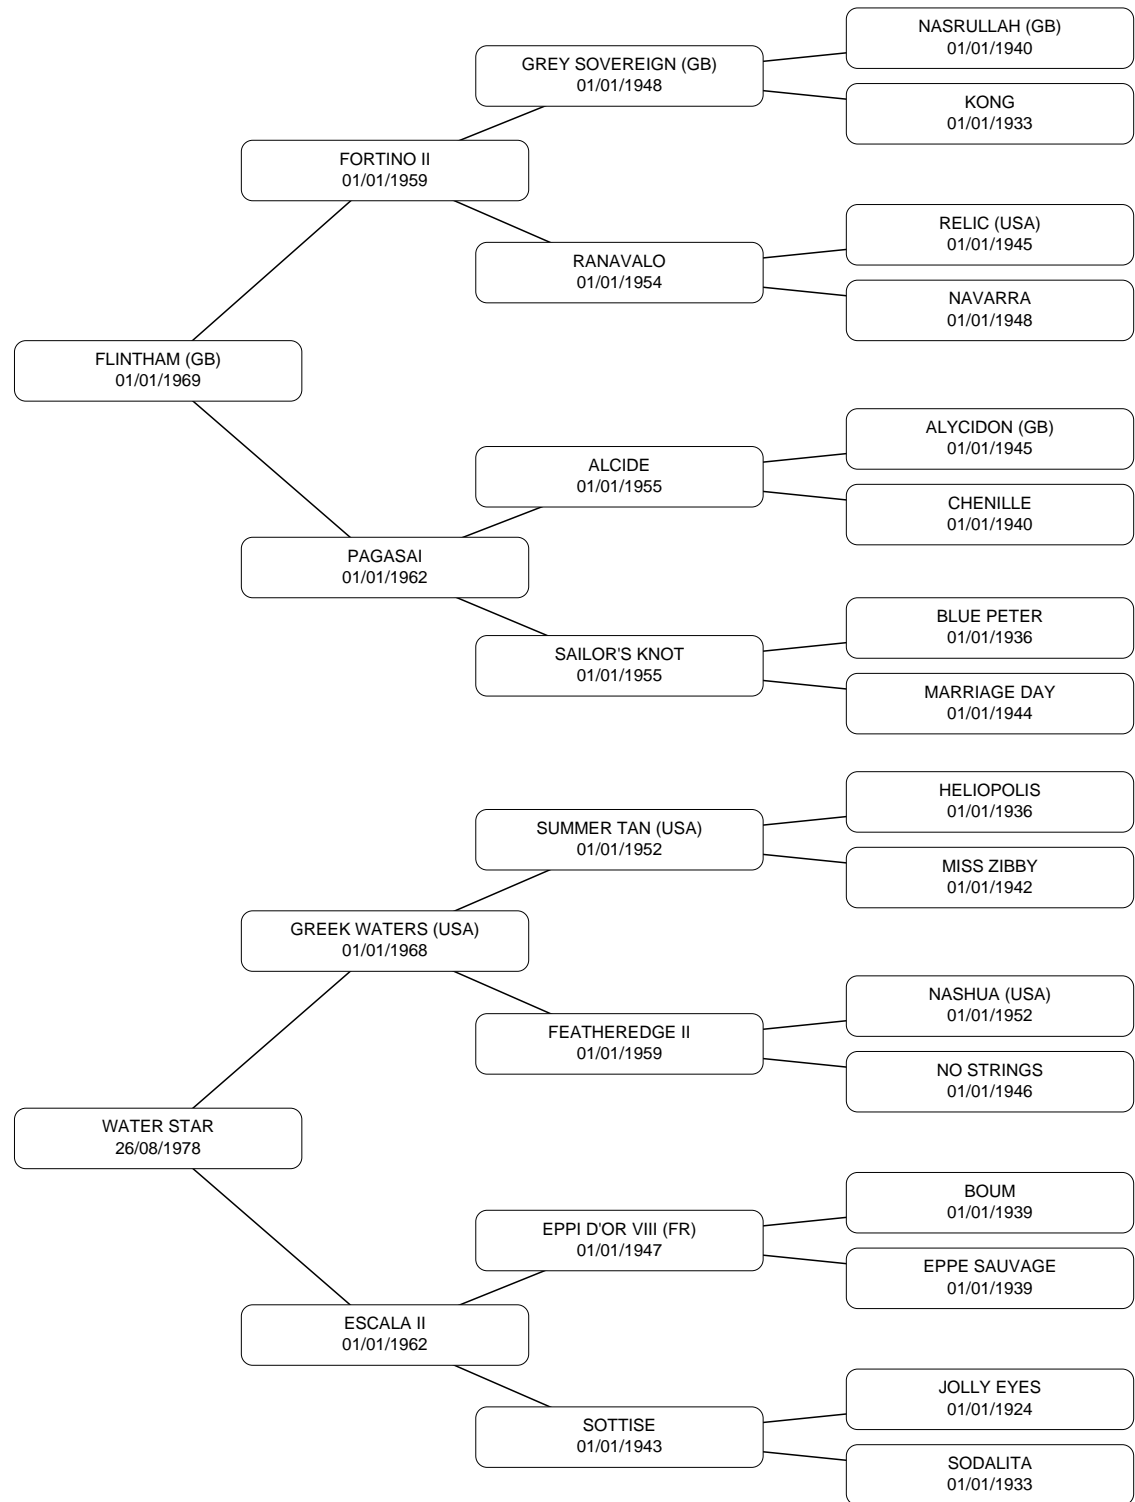 NASRULLAH (GB)
01/01/1940
GREY SOVEREIGN (GB)
01/01/1948
KONG
01/01/1933
FORTINO II
01/01/1959
RELIC (USA)
01/01/1945
RANAVALO
01/01/1954
NAVARRA
01/01/1948
FLINTHAM (GB)
01/01/1969
ALYCIDON (GB)
01/01/1945
ALCIDE
01/01/1955
CHENILLE
01/01/1940
PAGASAI
01/01/1962
BLUE PETER
01/01/1936
SAILOR'S KNOT
01/01/1955
MARRIAGE DAY
01/01/1944
HELIOPOLIS
01/01/1936
SUMMER TAN (USA)
01/01/1952
MISS ZIBBY
01/01/1942
GREEK WATERS (USA)
01/01/1968
NASHUA (USA)
01/01/1952
FEATHEREDGE II
01/01/1959
NO STRINGS
01/01/1946
WATER STAR
26/08/1978
BOUM
01/01/1939
EPPI D'OR VIII (FR)
01/01/1947
EPPE SAUVAGE
01/01/1939
ESCALA II
01/01/1962
JOLLY EYES
01/01/1924
SOTTISE
01/01/1943
SODALITA
01/01/1933